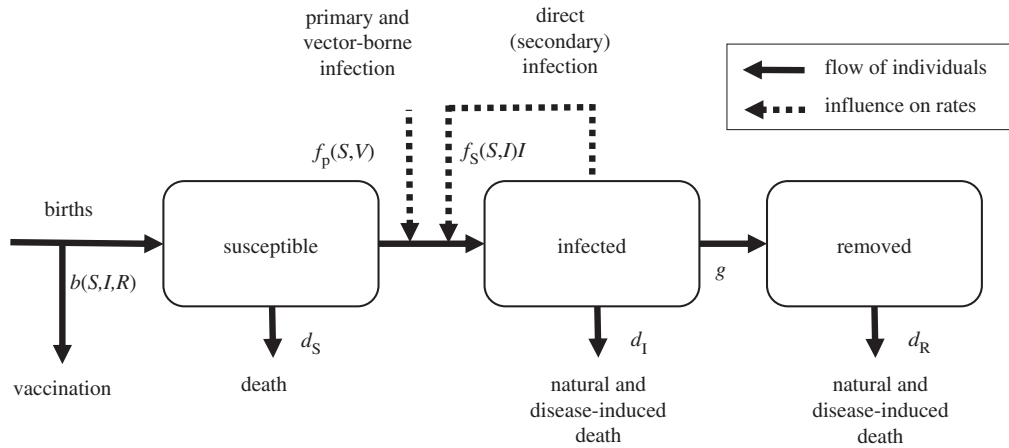 primary and
vector-borne
infection
direct
(secondary)
infection
flow of individuals
influence on rates
f_p(S,V)
f_S(S,I)I
births
susceptible
infected
removed
b(S,I,R)
g
d_S
d_I
d_R
vaccination
death
natural and
disease-induced
death
natural and
disease-induced
death